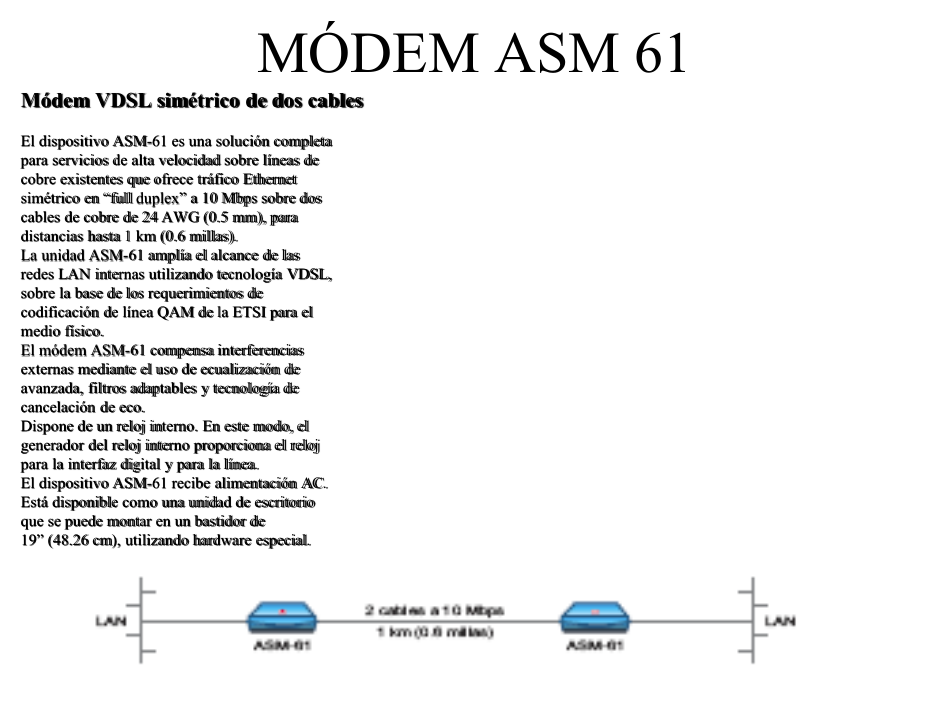 MÓDEM ASM 61
Módem VDSL simétrico de dos cables
El dispositivo ASM-61 es una solución completa
para servicios de alta velocidad sobre líneas de
cobre existentes que ofrece tráfico Ethernet
simétrico en “full duplex” a 10 Mbps sobre dos
cables de cobre de 24 AWG (0.5 mm), para
distancias hasta 1 km (0.6 millas).
La unidad ASM-61 amplía el alcance de las
redes LAN internas utilizando tecnología VDSL,
sobre la base de los requerimientos de
codificación de línea QAM de la ETSI para el
medio físico.
El módem ASM-61 compensa interferencias
externas mediante el uso de ecualización de
avanzada, filtros adaptables y tecnología de
cancelación de eco.
Dispone de un reloj interno. En este modo, el
generador del reloj interno proporciona el reloj
para la interfaz digital y para la línea.
El dispositivo ASM-61 recibe alimentación AC.
Está disponible como una unidad de escritorio
que se puede montar en un bastidor de
19” (48.26 cm), utilizando hardware especial.
2 cables a 10 Mbps
LAN
LAN
1 km (0.6 millas)
ASM-61
ASM-61